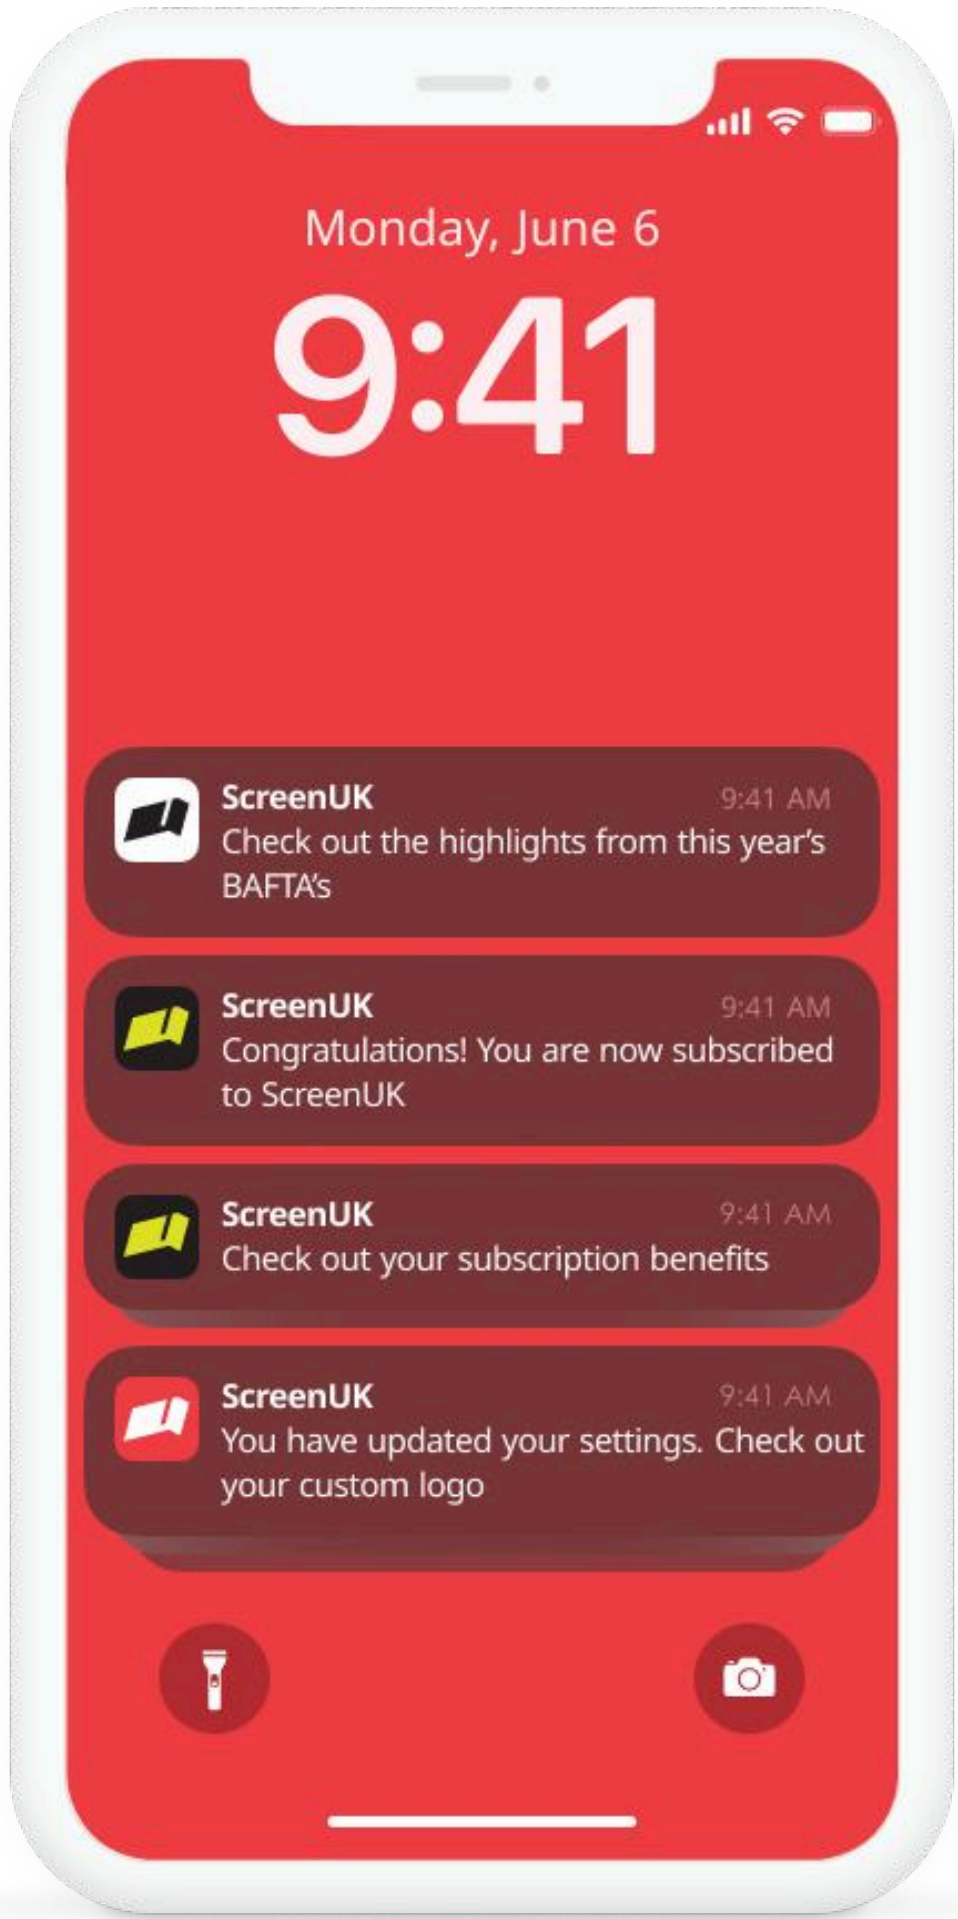 Monday, June 6
9:41
ScreenUK 9:41 AM
Check out the highlights from this year’s
BAFTA’s
ScreenUK 9:41 AM
Congratulations! You are now subscribed
to ScreenUK
ScreenUK 9:41 AM
Check out your subscription benefits
ScreenUK 9:41 AM
You have updated your settings. Check out
your custom logo